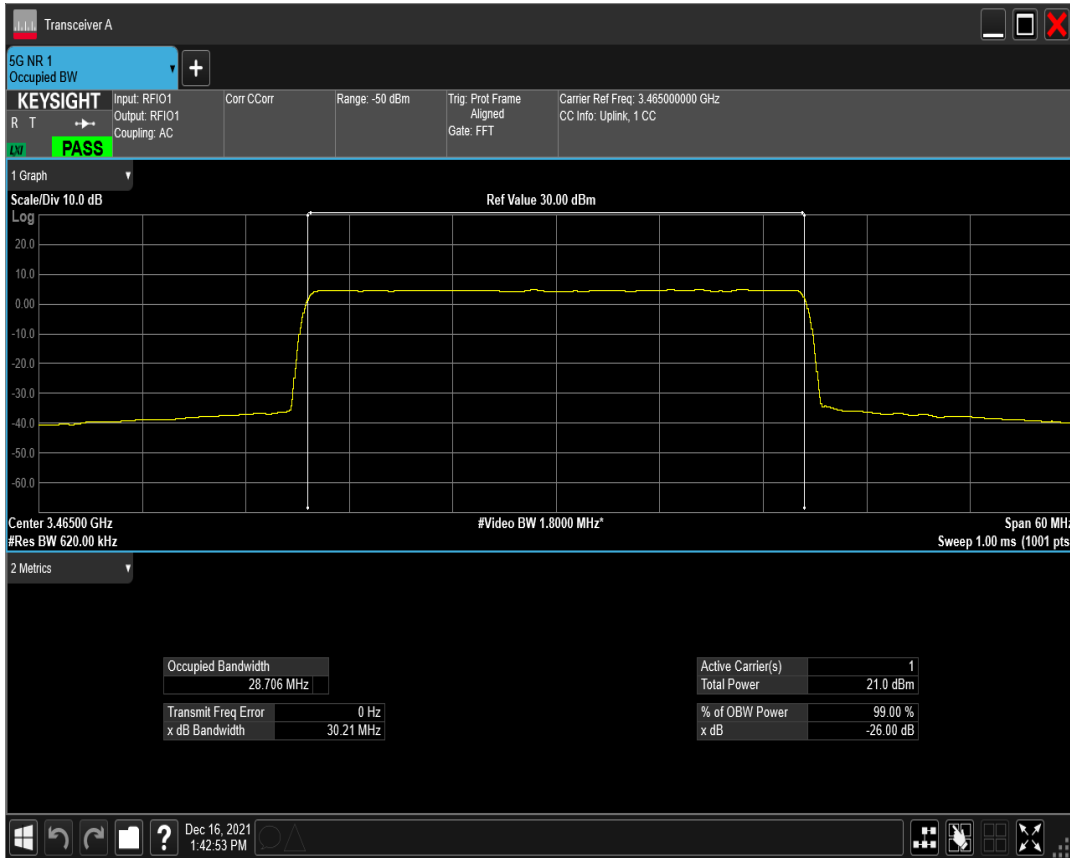 Transceiver A
5G NR 1
Occupied BW
KEYSIGHT
R T
LXI
PASS
Input: RFIO1
Output: RFIO1
Coupling: AC
Corr CCorr
Range: -50 dBm
Trig: Prot Frame
Aligned
Gate: FFT
Carrier Ref Freq: 3.465000000 GHz
CC Info: Uplink, 1 CC
1 Graph
Scale/Div 10.0 dB
Ref Value 30.00 dBm
Log
20.0
10.0
0.00
-10.0
-20.0
-30.0
-40.0
-50.0
-60.0
Center 3.46500 GHz
#Video BW 1.8000 MHz*
Span 60 MHz
#Res BW 620.00 kHz
Sweep 1.00 ms (1001 pts
2 Metrics
Occupied Bandwidth
28.706 MHz
Transmit Freq Error 0 Hz
x dB Bandwidth 30.21 MHz
Active Carrier(s) 1
Total Power 21.0 dBm
% of OBW Power 99.00 %
x dB -26.00 dB
?
Dec 16, 2021
1:42:53 PM